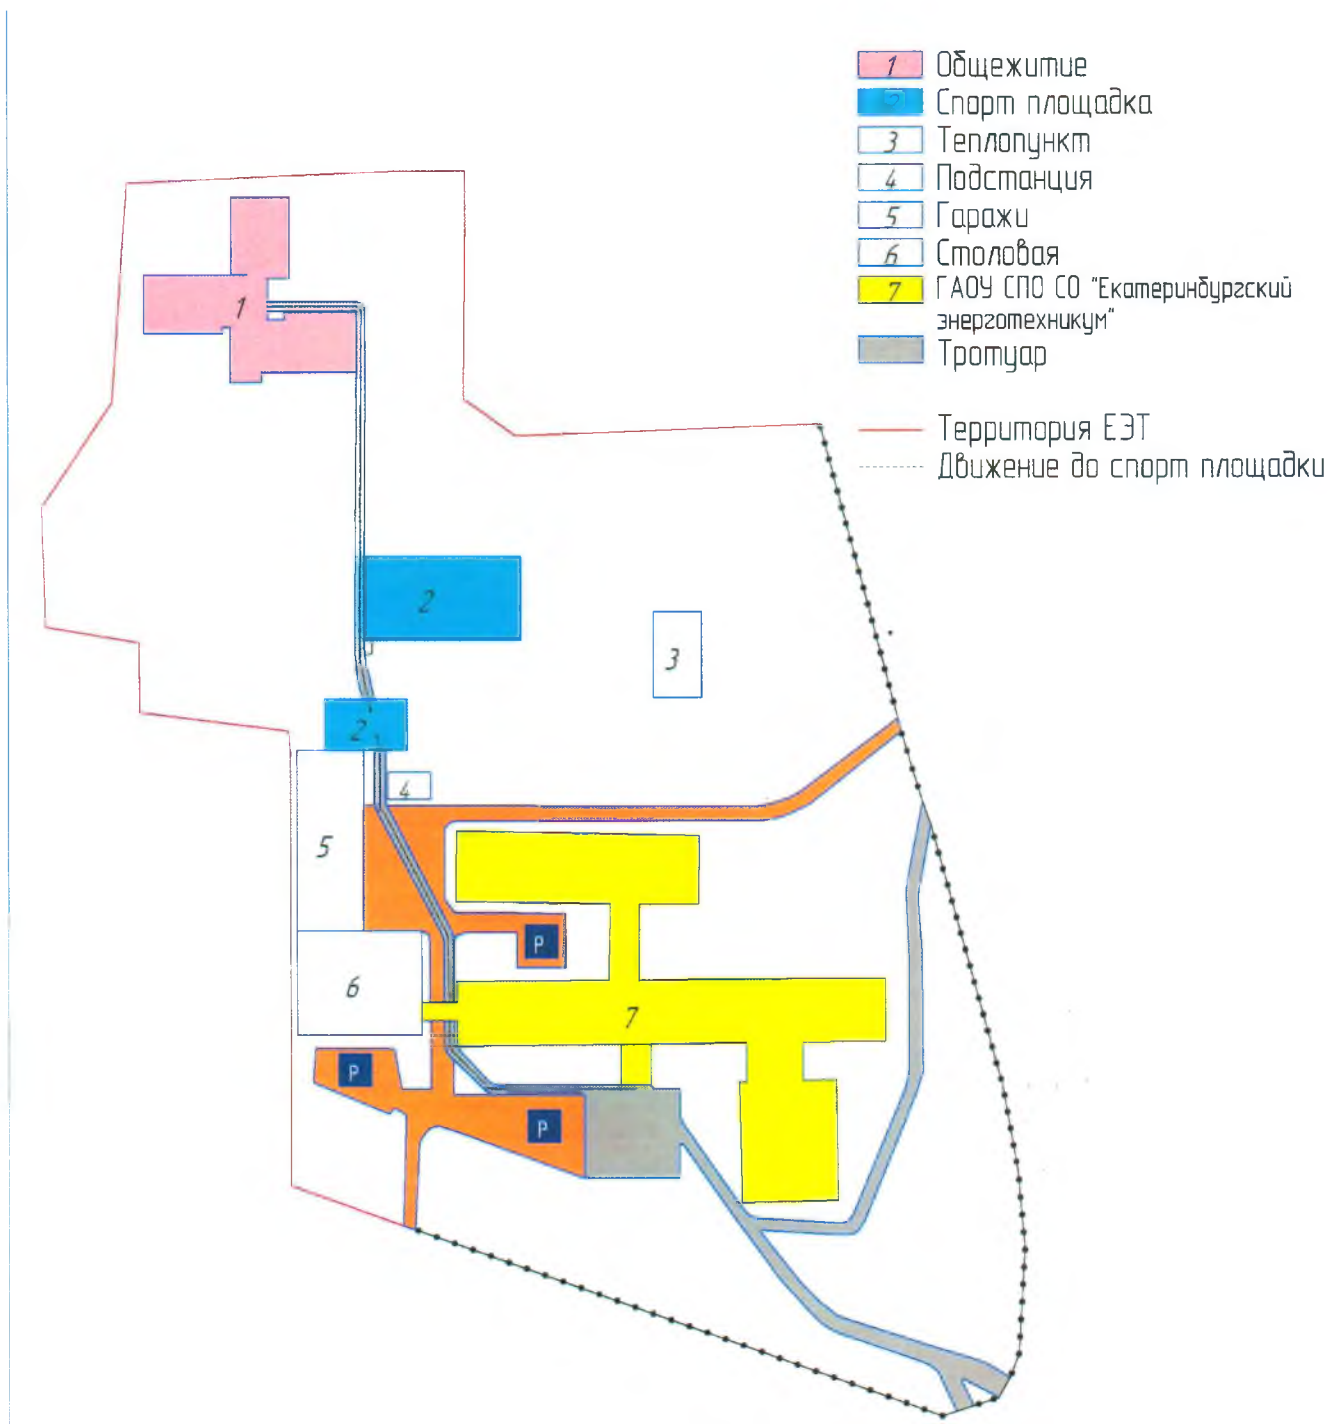 1 Общежитие
2 Спорт площадка
3 Теплопункт
4 Подстанция
5 Гаражи
6 Столовая
7 ГАОУ СПО СО "Екатеринбургский
энерготехникум"
Тротуар
Территория ЕЭТ
Движение до спорт площадки
1
2
3
2
4
5
P
6
7
P
P